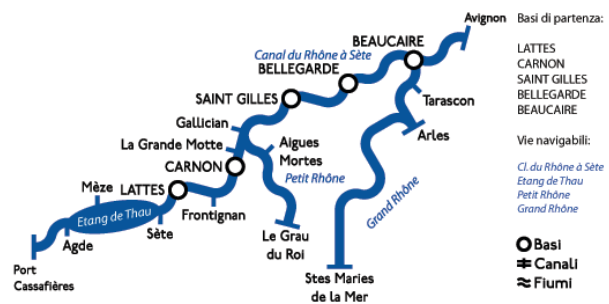 Avignon
BEAUCAIRE
Canal du Rhône à Sète
BELLEGARDE
SAINT GILLES
Tarascon
Gallician
Arles
La Grande Motte
Aigues
Mortes
CARNON
Petit Rhône
Mèze
LATTES
Grand Rhône
Etang de Thau
Frontignan
Sète
Agde
Le Grau
du Roi
Port
Cassafières
Stes Maries
de la Mer
Basi di partenza:
LATTES
CARNON
SAINT GILLES
BELLEGARDE
BEAUCAIRE
Vie navigabili:
Cl. du Rhône à Sète
Etang de Thau
Petit Rhône
Grand Rhône
Basi
Canali
Fiumi